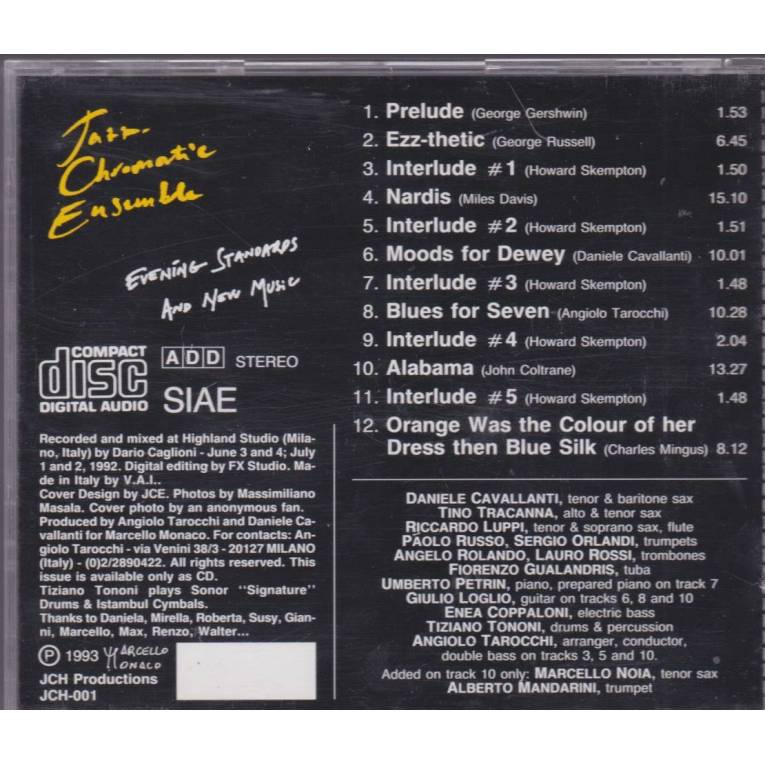 Jazz
Chromatic
Ensemble
EVENING STANDARDS
AND NEW MUSIC
COMPACT
disc
DIGITAL AUDIO
ADD STEREO
SIAE
1. Prelude (George Gershwin) 1.53
2. Ezz-thetic (George Russell) 6.45
3. Interlude #1 (Howard Skempton) 1.50
4. Nardis (Miles Davis) 15.10
5. Interlude #2 (Howard Skempton) 1.51
6. Moods for Dewey (Daniele Cavallanti) 10.01
7. Interlude #3 (Howard Skempton) 1.48
8. Blues for Seven (Angiolo Tarocchi) 10.28
9. Interlude #4 (Howard Skempton) 2.04
10. Alabama (John Coltrane) 13.27
11. Interlude #5 (Howard Skempton) 1.48
12. Orange Was the Colour of her
Dress then Blue Silk (Charles Mingus) 8.12
Recorded and mixed at Highland Studio (Mila-
no, Italy) by Dario Caglioni - June 3 and 4; July
1 and 2, 1992. Digital editing by FX Studio. Ma-
de in Italy by V.A.I..
Cover Design by JCE. Photos by Massimiliano
Masala. Cover photo by an anonymous fan.
Produced by Angiolo Tarocchi and Daniele Ca-
vallanti for Marcello Monaco. For contacts: An-
giolo Tarocchi - via Venini 38/3 - 20127 MILANO
(Italy) - (0)2/2890422. All rights reserved. This
issue is available only as CD.
Tiziano Tononi plays Sonor "Signature"
Drums & Istambul Cymbals.
Thanks to Daniela, Mirella, Roberta, Susy, Gian-
ni, Marcello, Max, Renzo, Walter...
℗ 1993 MARCELLO
MONACO
JCH Productions
JCH-001
DANIELE CAVALLANTI, tenor & baritone sax
TINO TRACANNA, alto & tenor sax
RICCARDO LUPPI, tenor & soprano sax, flute
PAOLO RUSSO, SERGIO ORLANDI, trumpets
ANGELO ROLANDO, LAURO ROSSI, trombones
FIORENZO GUALANDRIS, tuba
UMBERTO PETRIN, piano, prepared piano on track 7
GIULIO LOGLIO, guitar on tracks 6, 8 and 10
ENEA COPPALONI, electric bass
TIZIANO TONONI, drums & percussion
ANGIOLO TAROCCHI, arranger, conductor,
double bass on tracks 3, 5 and 10.
Added on track 10 only: MARCELLO NOIA, tenor sax
ALBERTO MANDARINI, trumpet